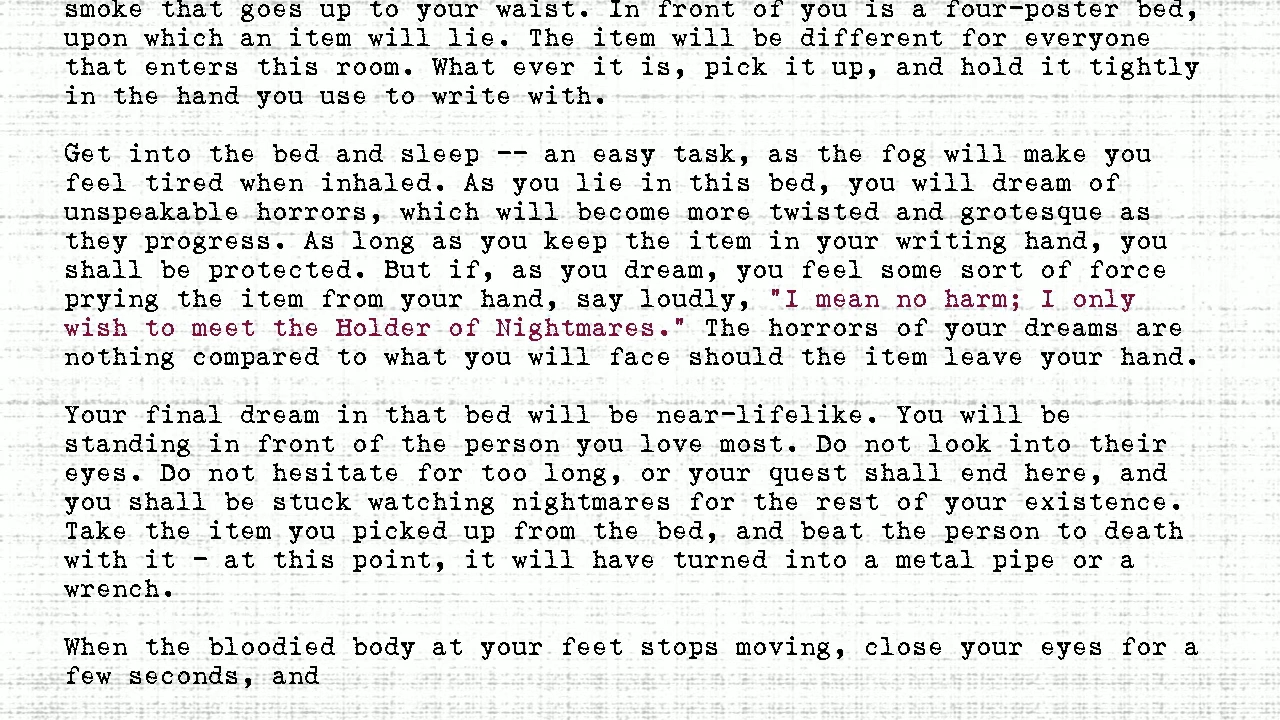 smoke that goes up to your waist. In front of you is a four-poster bed,
upon which an item will lie. The item will be different for everyone
that enters this room. What ever it is, pick it up, and hold it tightly
in the hand you use to write with.
Get into the bed and sleep -- an easy task, as the fog will make you
feel tired when inhaled. As you lie in this bed, you will dream of
unspeakable horrors, which will become more twisted and grotesque as
they progress. As long as you keep the item in your writing hand, you
shall be protected. But if, as you dream, you feel some sort of force
prying the item from your hand, say loudly, "I mean no harm; I only
wish to meet the Holder of Nightmares." The horrors of your dreams are
nothing compared to what you will face should the item leave your hand.
Your final dream in that bed will be near-lifelike. You will be
standing in front of the person you love most. Do not look into their
eyes. Do not hesitate for too long, or your quest shall end here, and
you shall be stuck watching nightmares for the rest of your existence.
Take the item you picked up from the bed, and beat the person to death
with it - at this point, it will have turned into a metal pipe or a
wrench.
When the bloodied body at your feet stops moving, close your eyes for a
few seconds, and